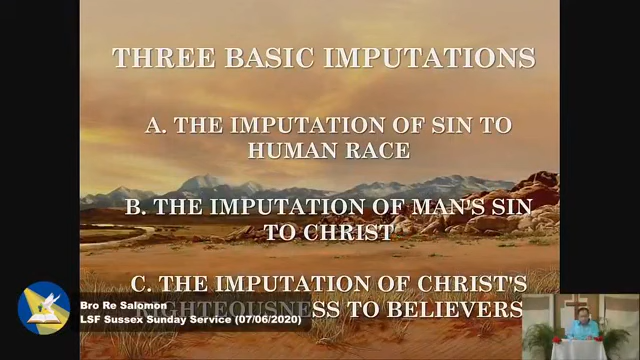 THREE BASIC IMPUTATIONS
A. THE IMPUTATION OF SIN TO
HUMAN RACE
B. THE IMPUTATION OF MAN'S SIN
TO CHRIST
C. THE IMPUTATION OF CHRIST'S
RIGHTEOUSNESS TO BELIEVERS
Bro Re Salomon
LSF Sussex Sunday Service (07/06/2020)